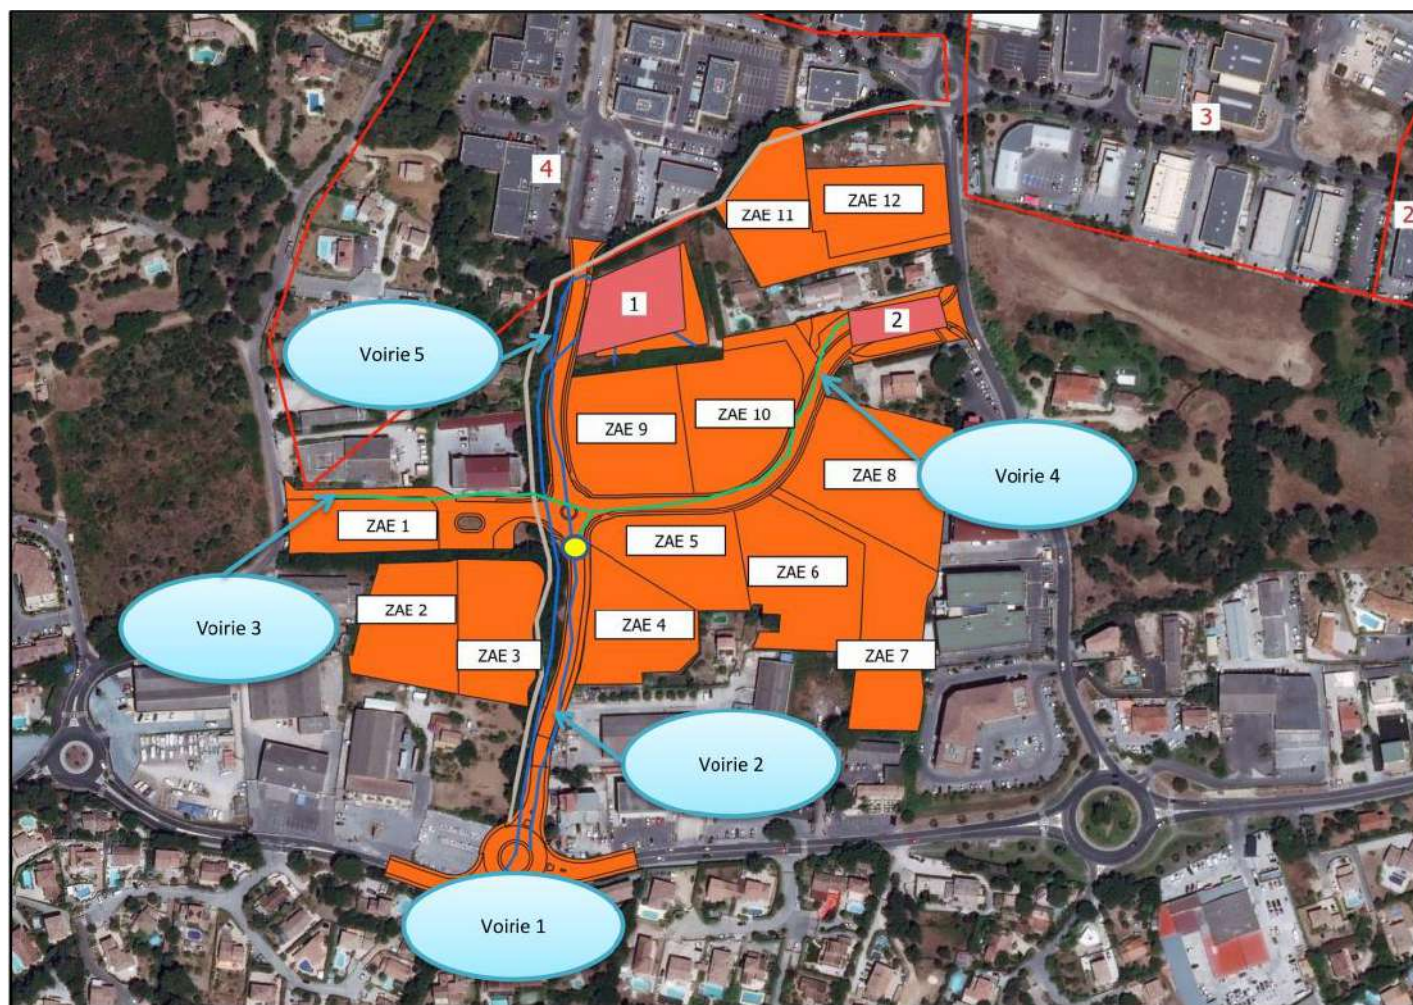 3
4
2
ZAE 12
ZAE 11
1
2
Voirie 5
ZAE 9
ZAE 10
ZAE 8
Voirie 4
ZAE 1
ZAE 5
ZAE 6
ZAE 2
ZAE 4
Voirie 3
ZAE 3
ZAE 7
Voirie 2
Voirie 1